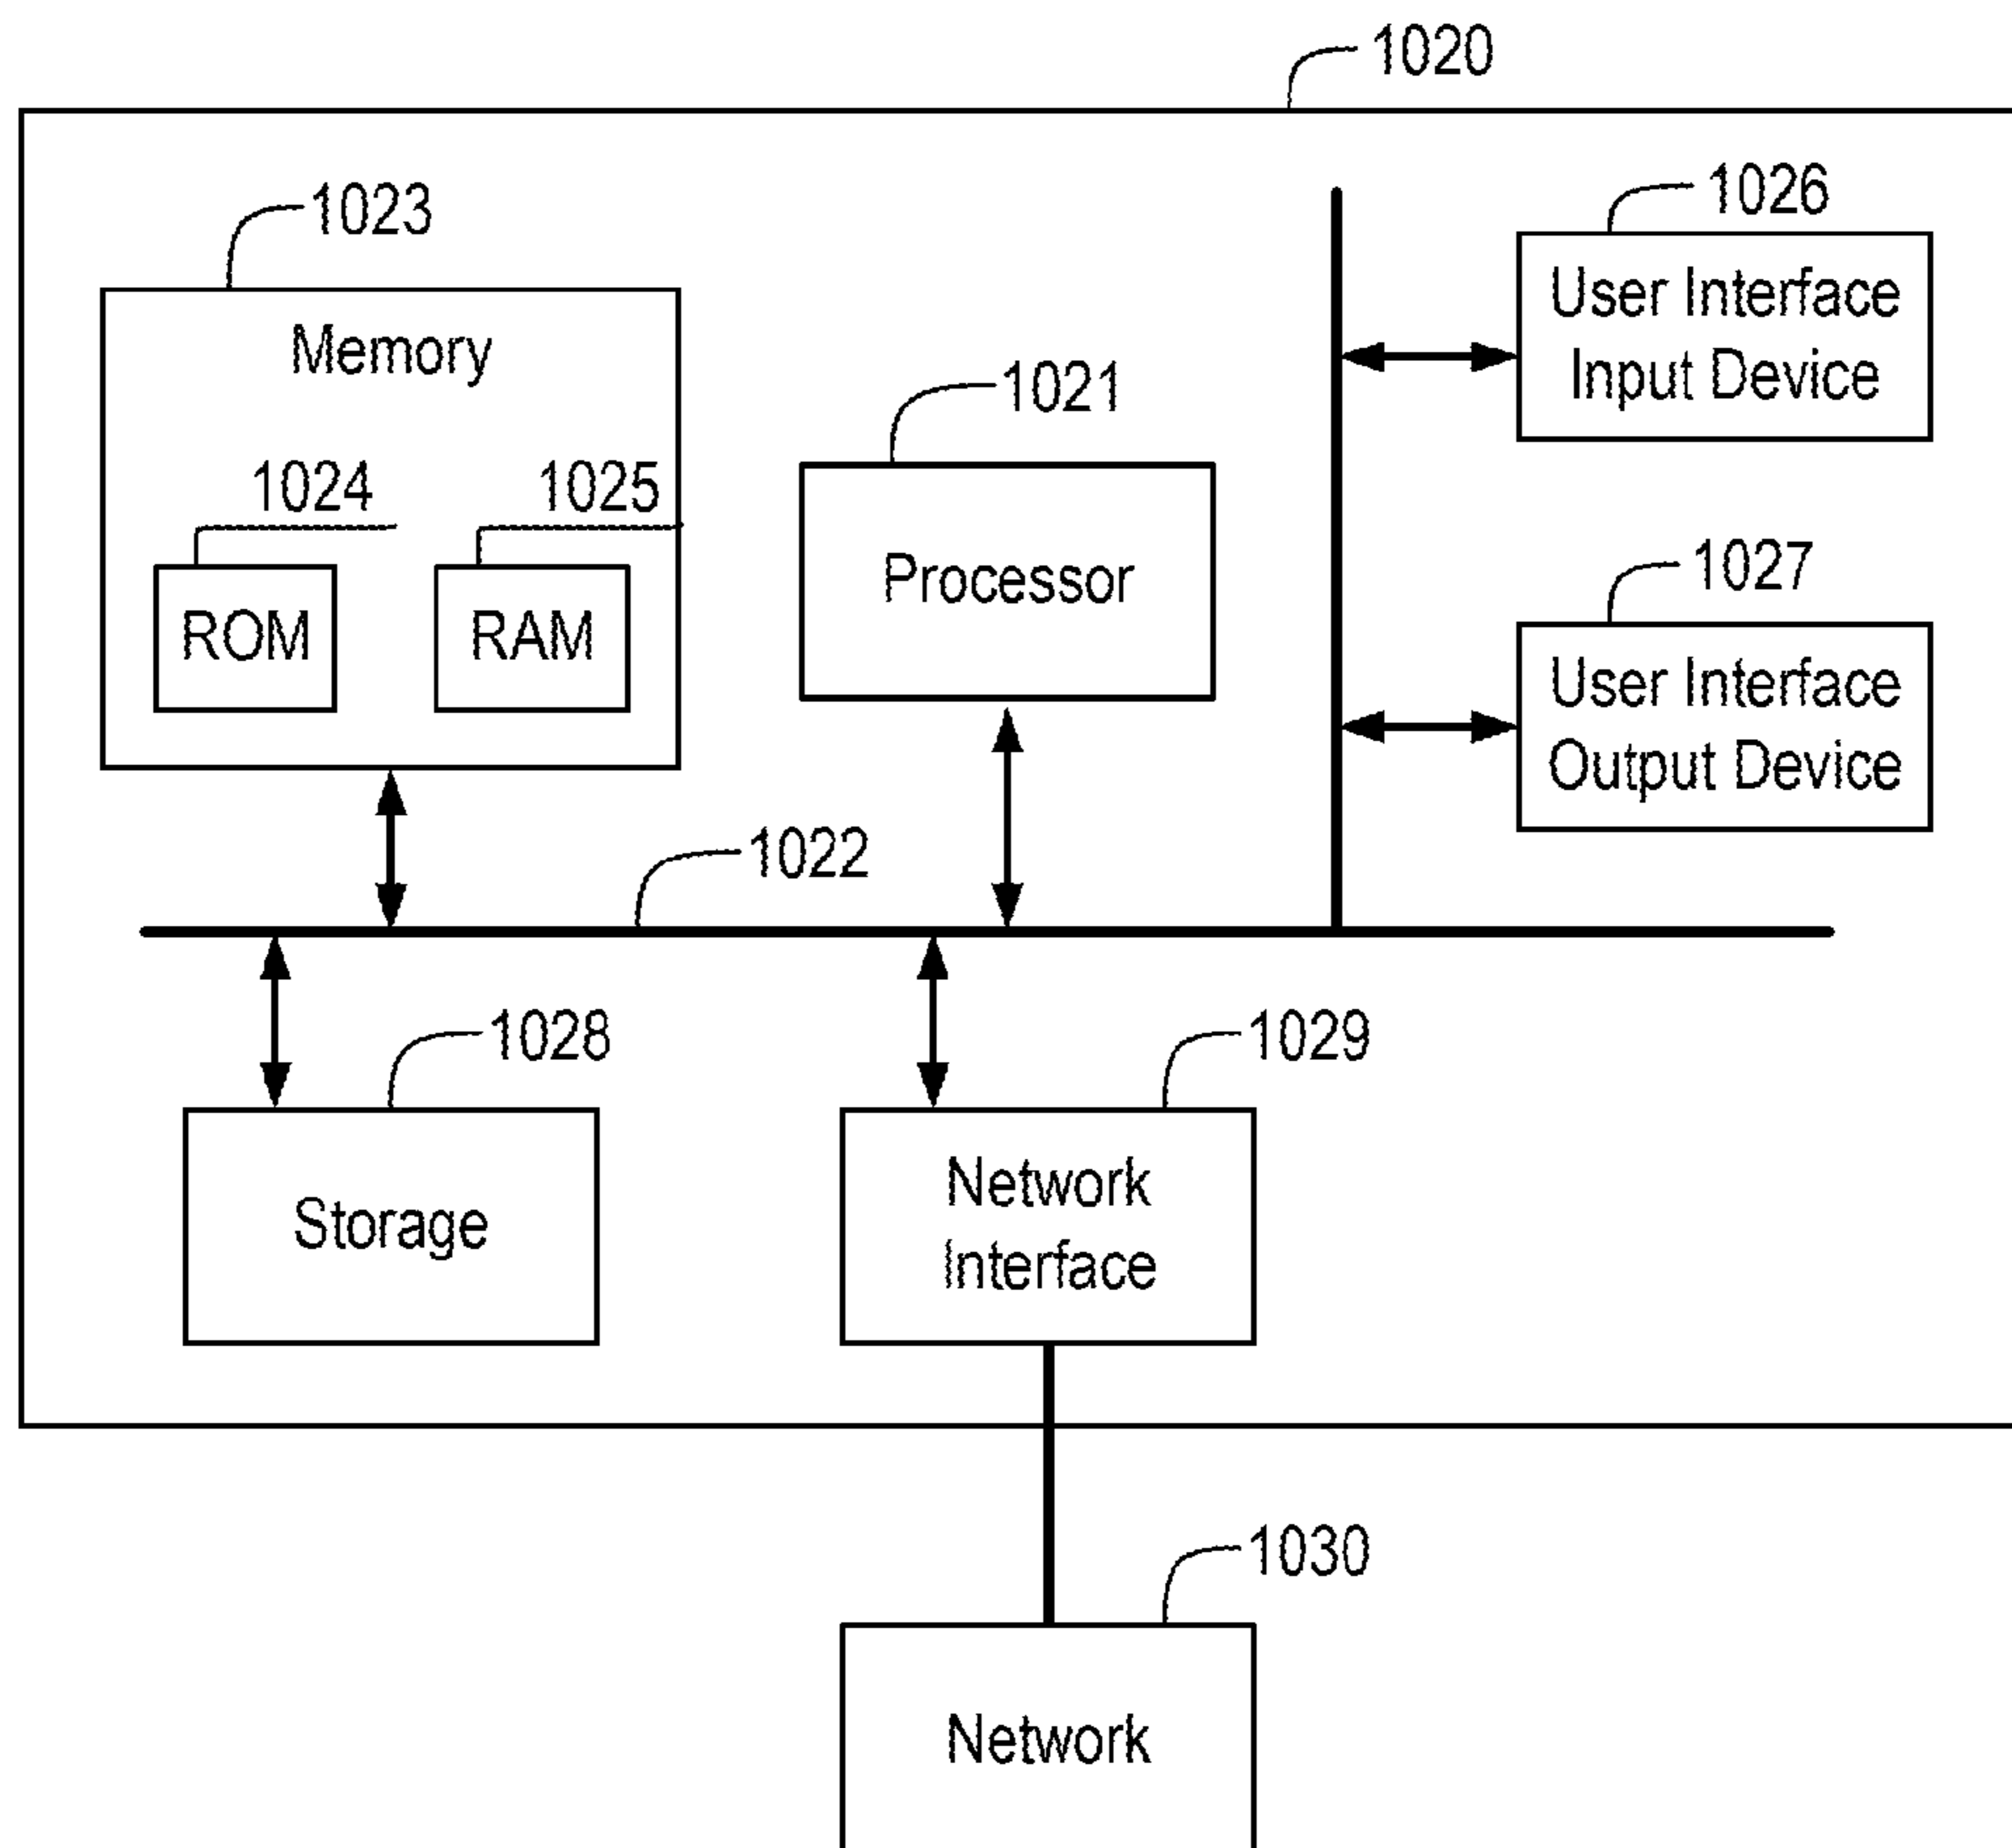 1020
1023
Memory
1024
1025
ROM
RAM
1021
Processor
1026
User Interface
Input Device
1027
User Interface
Output Device
1022
1028
Storage
1029
Network
Interface
1030
Network